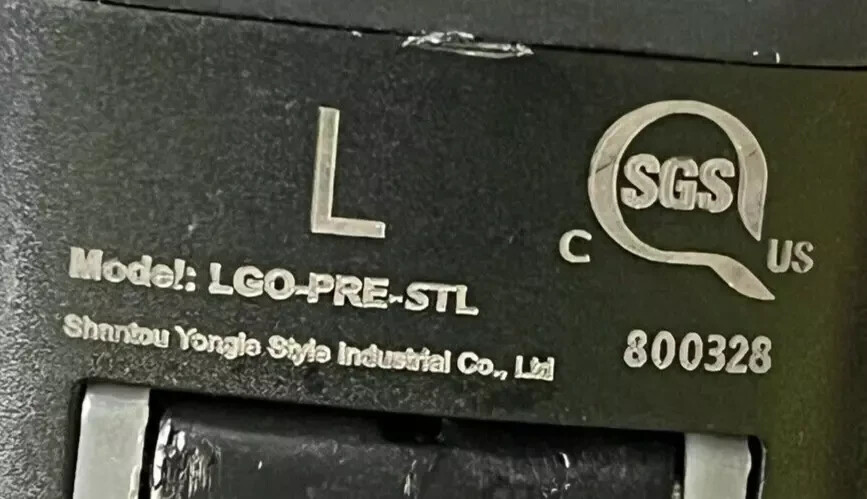 L
SGS
C US
Model: LGO-PRE-STL
Shantou Yongle Style Industrial Co., Ltd
800328